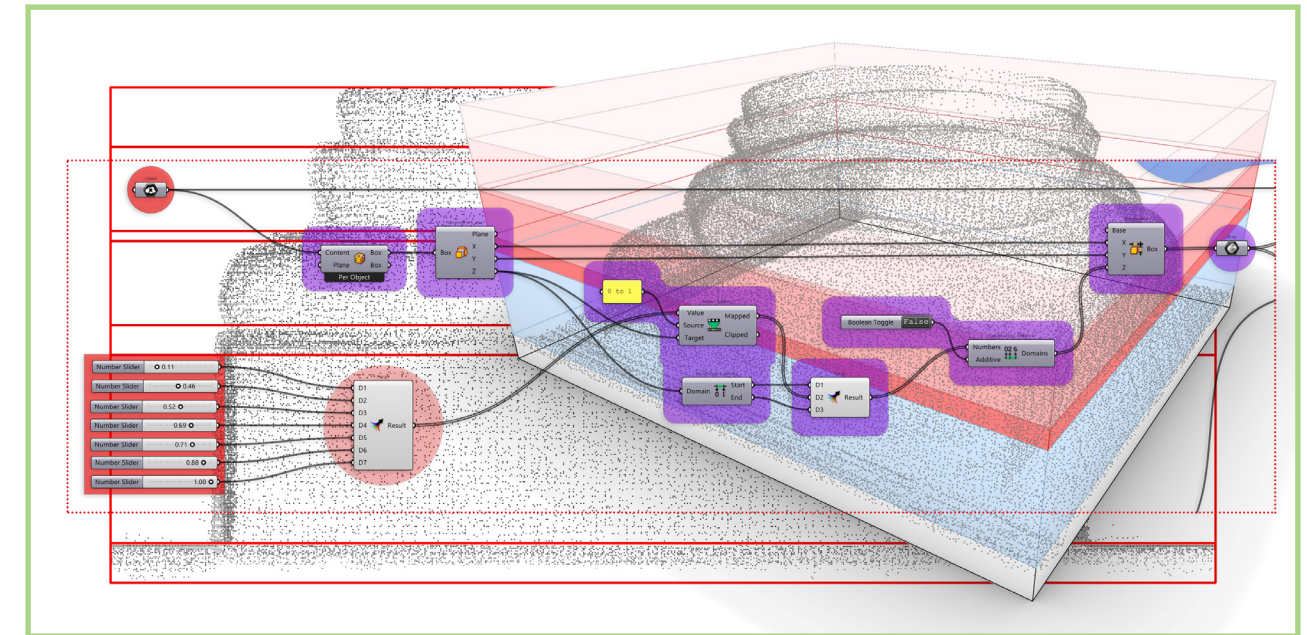 Cloud
Content
Plane
Box
Box
Per Object
Box
Plane
X
Y
Z
0 to 1
Value
Source
Target
Mapped
Clipped
Domain
Start
End
D1
D2
D3
Result
Boolean Toggle False
Numbers
Additive
Domains
Base
X
Y
Z
Box
Number Slider 0.11
Number Slider 0.46
Number Slider 0.52
Number Slider 0.69
Number Slider 0.71
Number Slider 0.88
Number Slider 1.00
D1
D2
D3
D4
D5
D6
D7
Result